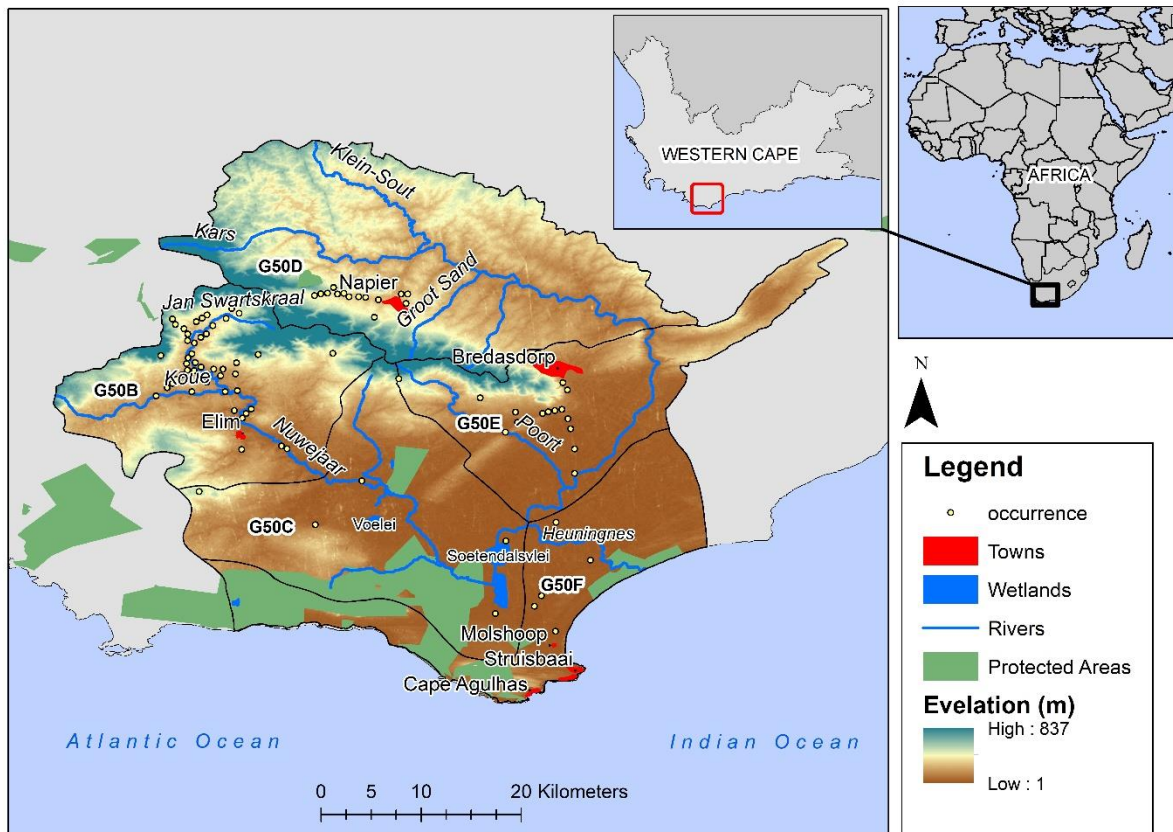 WESTERN CAPE
AFRICA
Klein-Sout
Kars
G50D
Napier
Groot Sand
Jan Swartskraal
Bredasdorp
Koue
G50B
G50E
Poort
Elim
Nuwejaar
Voelei
G50C
Heuningnes
Soetendalsvlei
G50F
Molshoop
Struisbaai
Cape Agulhas
Atlantic Ocean
Indian Ocean
0 5 10 20 Kilometers
N
Legend
occurrence
Towns
Wetlands
Rivers
Protected Areas
Evelation (m)
High : 837
Low : 1